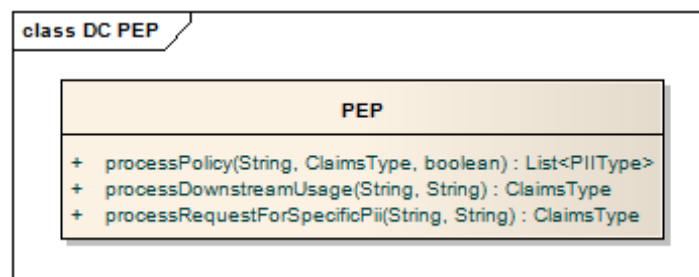 class DC PEP
PEP
+ processPolicy(String, ClaimsType, boolean) : List<PIIType>
+ processDownstreamUsage(String, String) : ClaimsType
+ processRequestForSpecificPii(String, String) : ClaimsType